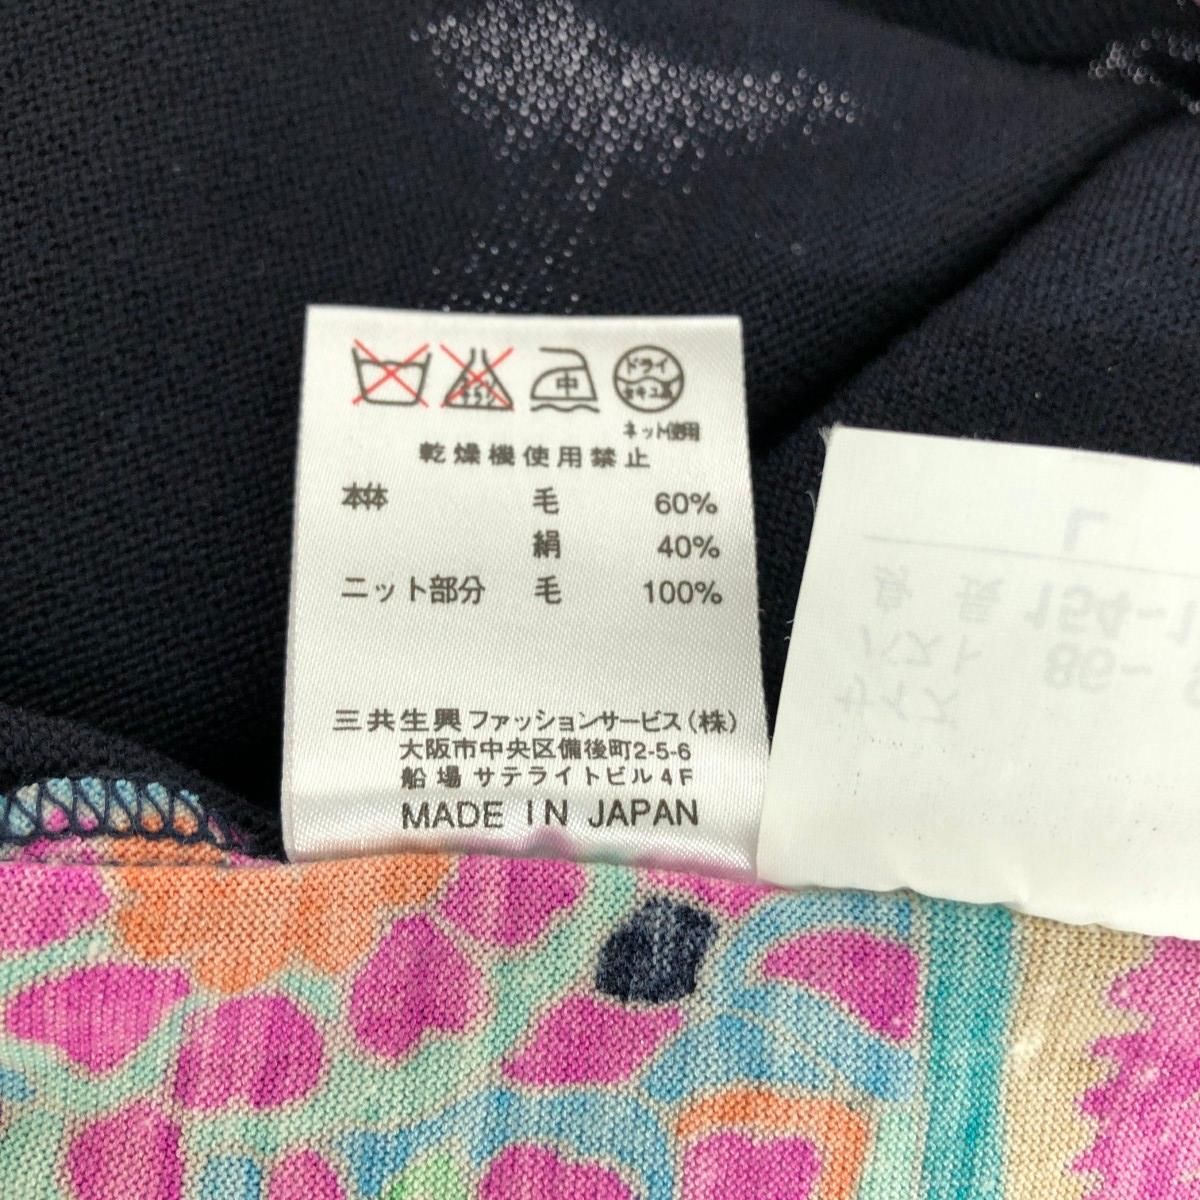 中 ドライ
ネット使用
乾燥機使用禁止
本体 毛 60%
絹 40%
ニット部分 毛 100%
三共生興ファッションサービス(株)
大阪市中央区備後町2-5-6
船場サテライトビル4F
MADE IN JAPAN
L
154~1
86~